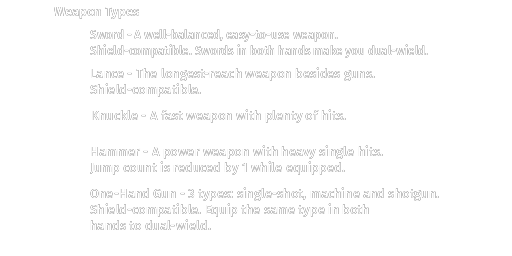 Weapon Types
Sword - A well-balanced, easy-to-use weapon.
Shield-compatible. Swords in both hands make you dual-wield.
Lance - The longest-reach weapon besides guns.
Shield-compatible.
Knuckle - A fast weapon with plenty of hits.
Hammer - A power weapon with heavy single hits.
Jump count is reduced by 1 while equipped.
One-Hand Gun - 3 types: single-shot, machine and shotgun.
Shield-compatible. Equip the same type in both
hands to dual-wield.